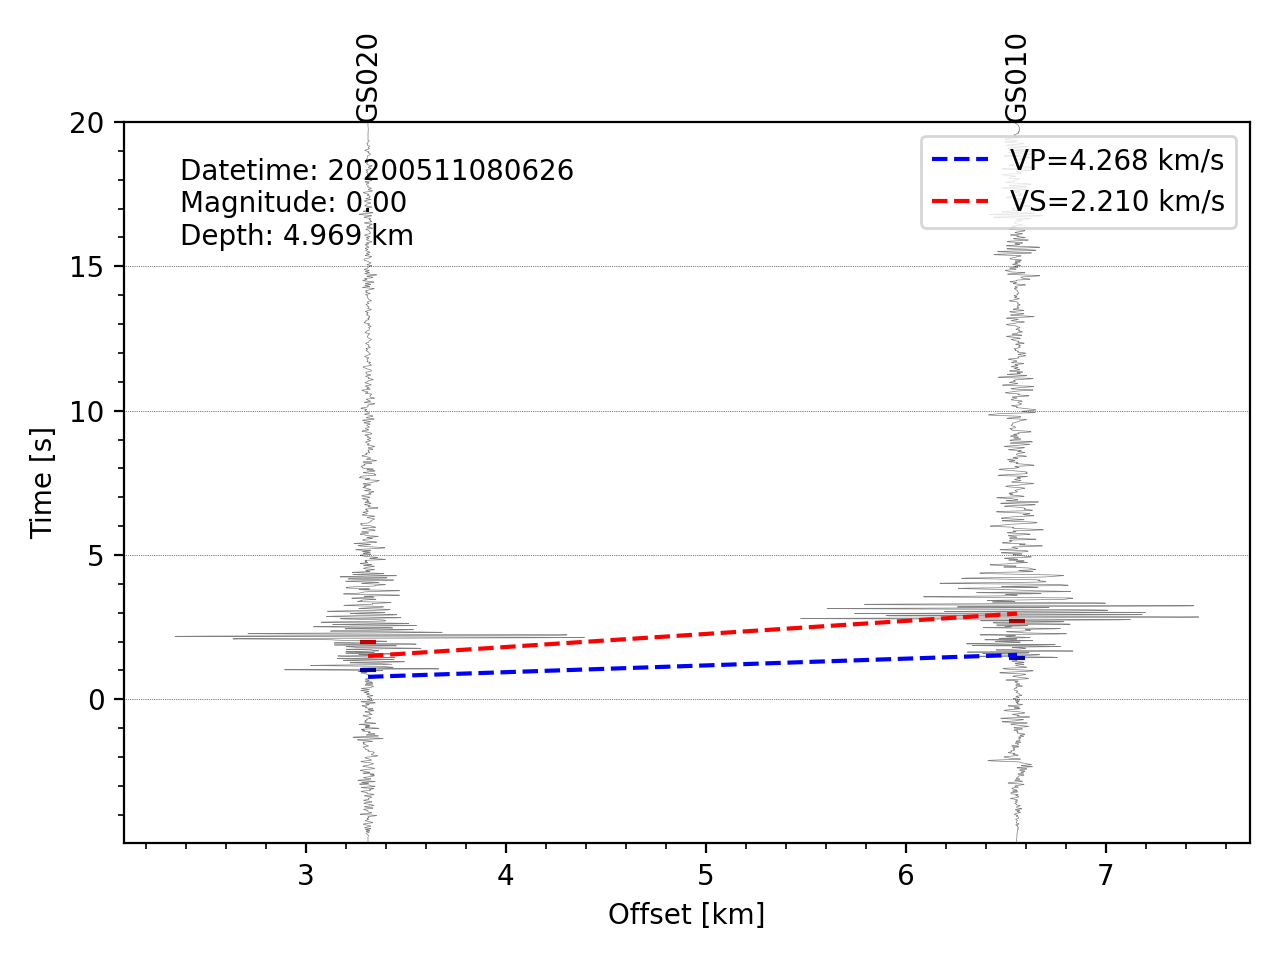 GS020
GS010
Datetime: 20200511080626
Magnitude: 0.00
Depth: 4.969 km
VP=4.268 km/s
VS=2.210 km/s
20
15
10
5
0
Time [s]
3 4 5 6 7
Offset [km]